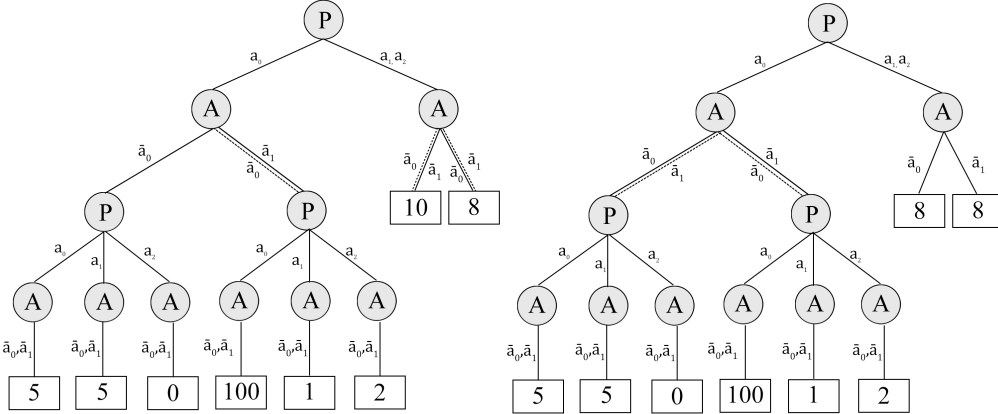 P P
a₀ a₁,a₂ a₀ a₁,a₂
A A A A
ā₀ ā₁ ā₀ ā₀ ā₁ ā₀ ā₁ ā₀ ā₁ ā₁ ā₀ ā₀ ā₁
10 8 8 8
P P P P
a₀ a₁ a₂ a₀ a₁ a₂ a₀ a₁ a₂ a₀ a₁ a₂
A A A A A A A A A A A A
ā₀,ā₁ ā₀,ā₁ ā₀,ā₁ ā₀,ā₁ ā₀,ā₁ ā₀,ā₁ ā₀,ā₁ ā₀,ā₁ ā₀,ā₁ ā₀,ā₁ ā₀,ā₁ ā₀,ā₁
5 5 0 100 1 2 5 5 0 100 1 2